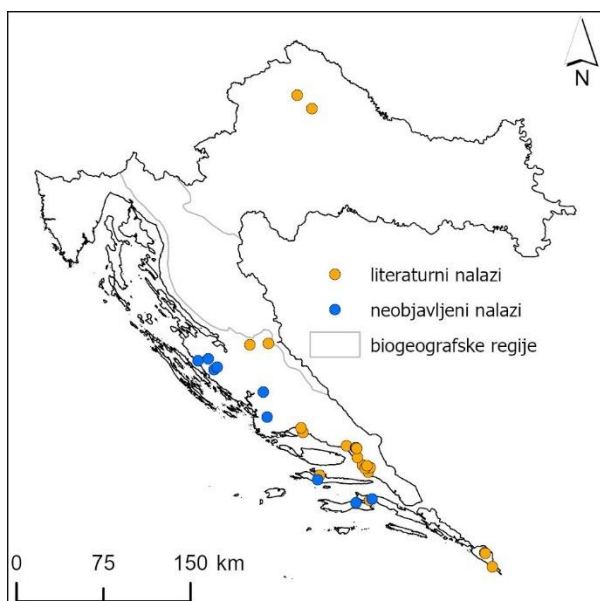 N
literaturni nalazi
neobjavljeni nalazi
biogeografske regije
0 75 150 km